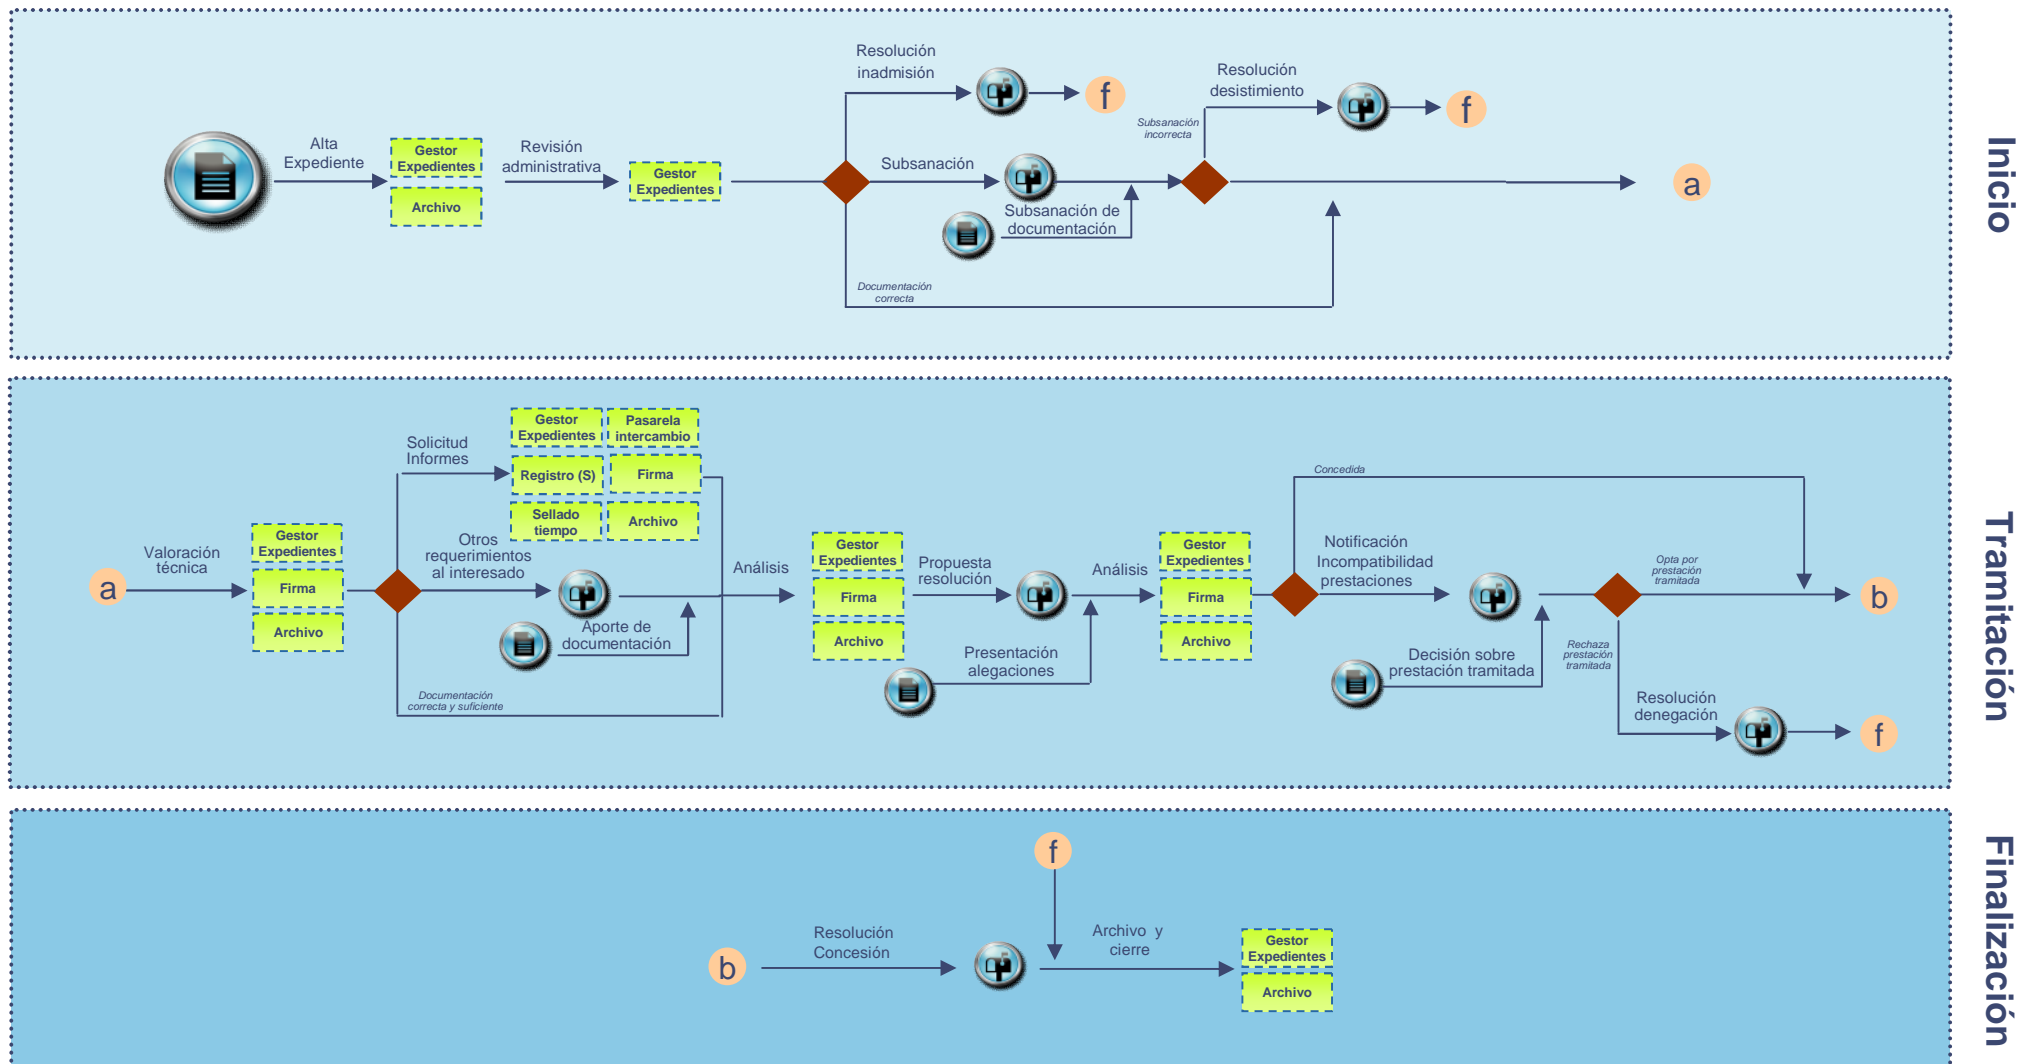 Inicio
Resolución
inadmisión
f
Resolución
desistimiento
f
Subsanación
incorrecta
Alta
Expediente
Gestor
Expedientes
Archivo
Revisión
administrativa
Gestor
Expedientes
Subsanación
Subsanación de
documentación
a
Documentación
correcta
Tramitación
Solicitud
Informes
Gestor
Expedientes
Pasarela
intercambio
Registro (S)
Firma
Sellado
tiempo
Archivo
a
Valoración
técnica
Gestor
Expedientes
Firma
Archivo
Otros
requerimientos
al interesado
Aporte de
documentación
Documentación
correcta y suficiente
Análisis
Gestor
Expedientes
Firma
Archivo
Propuesta
resolución
Presentación
alegaciones
Análisis
Gestor
Expedientes
Firma
Archivo
Concedida
Notificación
Incompatibilidad
prestaciones
Decisión sobre
prestación tramitada
Opta por
prestación
tramitada
b
Rechaza
prestación
tramitada
Resolución
denegación
f
Finalización
f
b
Resolución
Concesión
Archivo y
cierre
Gestor
Expedientes
Archivo